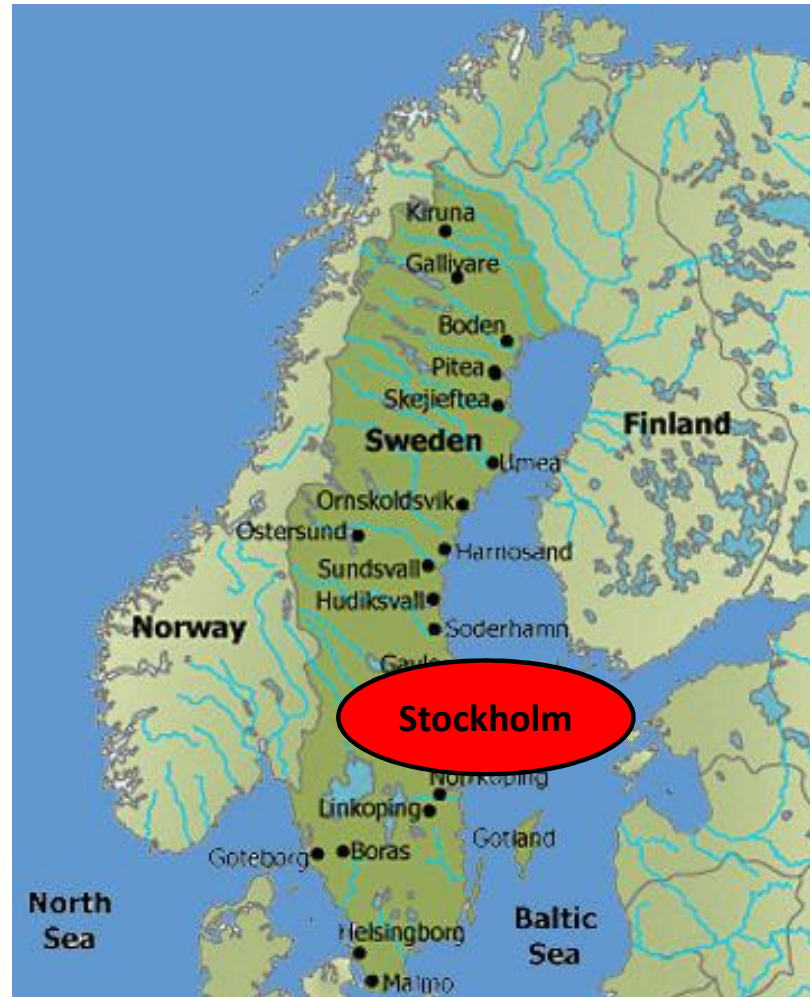 Kiruna
Gallivare
Boden
Pitea
Skejieftea
Sweden
Finland
Umea
Ornskoldsvik
Ostersund
Harnosand
Sundsvall
Hudiksvall
Norway
Soderhamn
Stockholm
Norrkoping
Linkoping
Gotland
Goteborg
Boras
North
Sea
Baltic
Sea
Helsingborg
Malmo